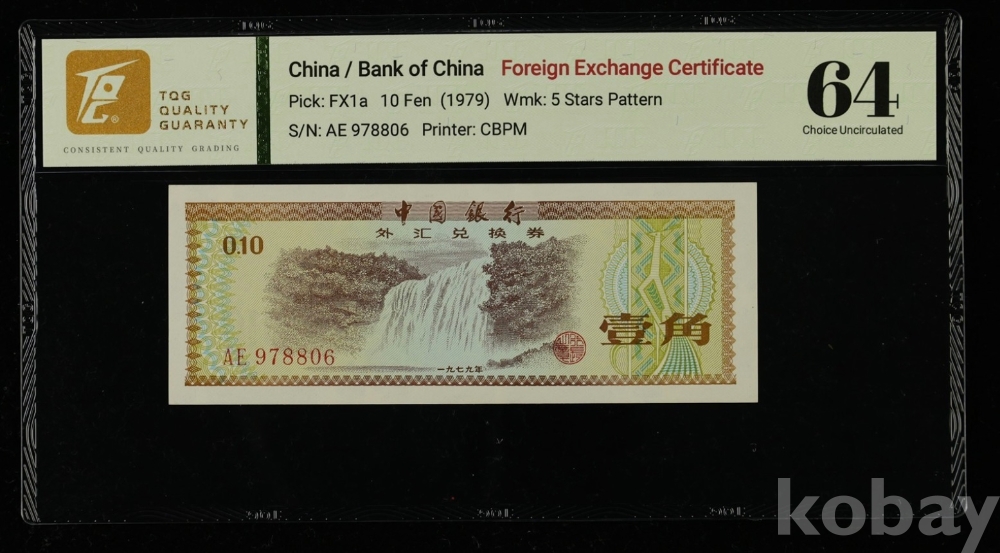 TQG
QUALITY
GUARANTY
CONSISTENT QUALITY GRADING
China / Bank of China Foreign Exchange Certificate
Pick: FX1a 10 Fen (1979) Wmk: 5 Stars Pattern
S/N: AE 978806 Printer: CBPM
64
Choice Uncirculated
中国银行
外汇兑换券
0.10
壹角
AE 978806
一九七九年
kobay